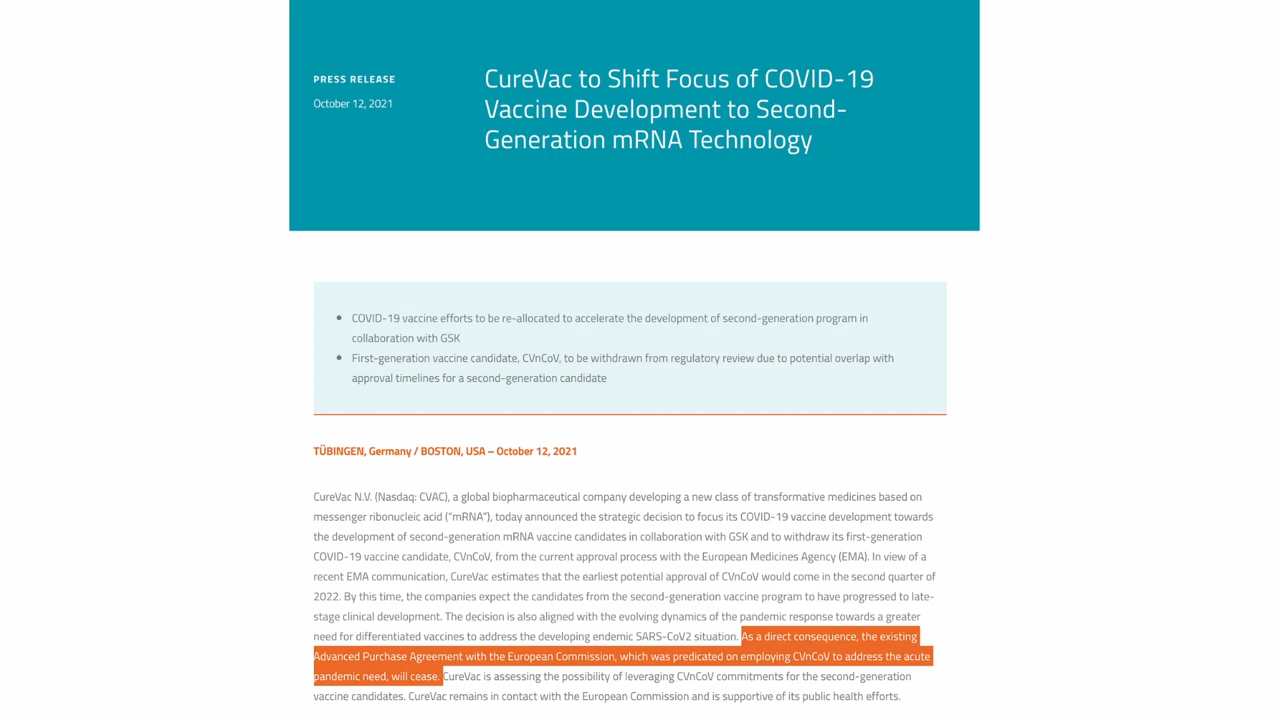 PRESS RELEASE
October 12, 2021
CureVac to Shift Focus of COVID-19
Vaccine Development to Second-
Generation mRNA Technology
• COVID-19 vaccine efforts to be re-allocated to accelerate the development of second-generation program in
collaboration with GSK
• First-generation vaccine candidate, CVnCoV, to be withdrawn from regulatory review due to potential overlap with
approval timelines for a second-generation candidate
TÜBINGEN, Germany / BOSTON, USA – October 12, 2021
CureVac N.V. (Nasdaq: CVAC), a global biopharmaceutical company developing a new class of transformative medicines based on
messenger ribonucleic acid (“mRNA”), today announced the strategic decision to focus its COVID-19 vaccine development towards
the development of second-generation mRNA vaccine candidates in collaboration with GSK and to withdraw its first-generation
COVID-19 vaccine candidate, CVnCoV, from the current approval process with the European Medicines Agency (EMA). In view of a
recent EMA communication, CureVac estimates that the earliest potential approval of CVnCoV would come in the second quarter of
2022. By this time, the companies expect the candidates from the second-generation vaccine program to have progressed to late-
stage clinical development. The decision is also aligned with the evolving dynamics of the pandemic response towards a greater
need for differentiated vaccines to address the developing endemic SARS-CoV2 situation. As a direct consequence, the existing
Advanced Purchase Agreement with the European Commission, which was predicated on employing CVnCoV to address the acute
pandemic need, will cease. CureVac is assessing the possibility of leveraging CVnCoV commitments for the second-generation
vaccine candidates. CureVac remains in contact with the European Commission and is supportive of its public health efforts.